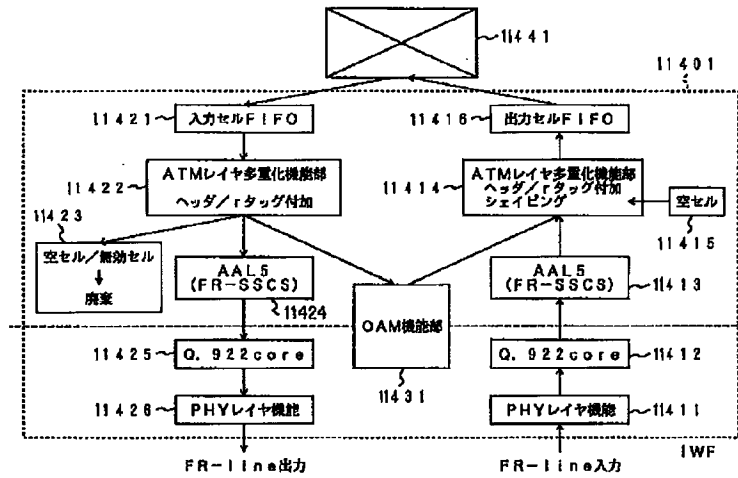 11441
11401
11421
入力セルFIFO
11416
出力セルFIFO
11422
ATMレイヤ多重化機能部
ヘッダ/rタッグ付加
11414
ATMレイヤ多重化機能部
ヘッダ/rタッグ付加
シェイピング
空セル
11415
11423
空セル/無効セル
廃棄
AAL5
(FR-SSCS)
11424
OAM機能部
11431
AAL5
(FR-SSCS)
11413
11425
Q. 922core
Q. 922core
11412
11426
PHYレイヤ機能
PHYレイヤ機能
11411
IWF
FR-line出力
FR-line入力